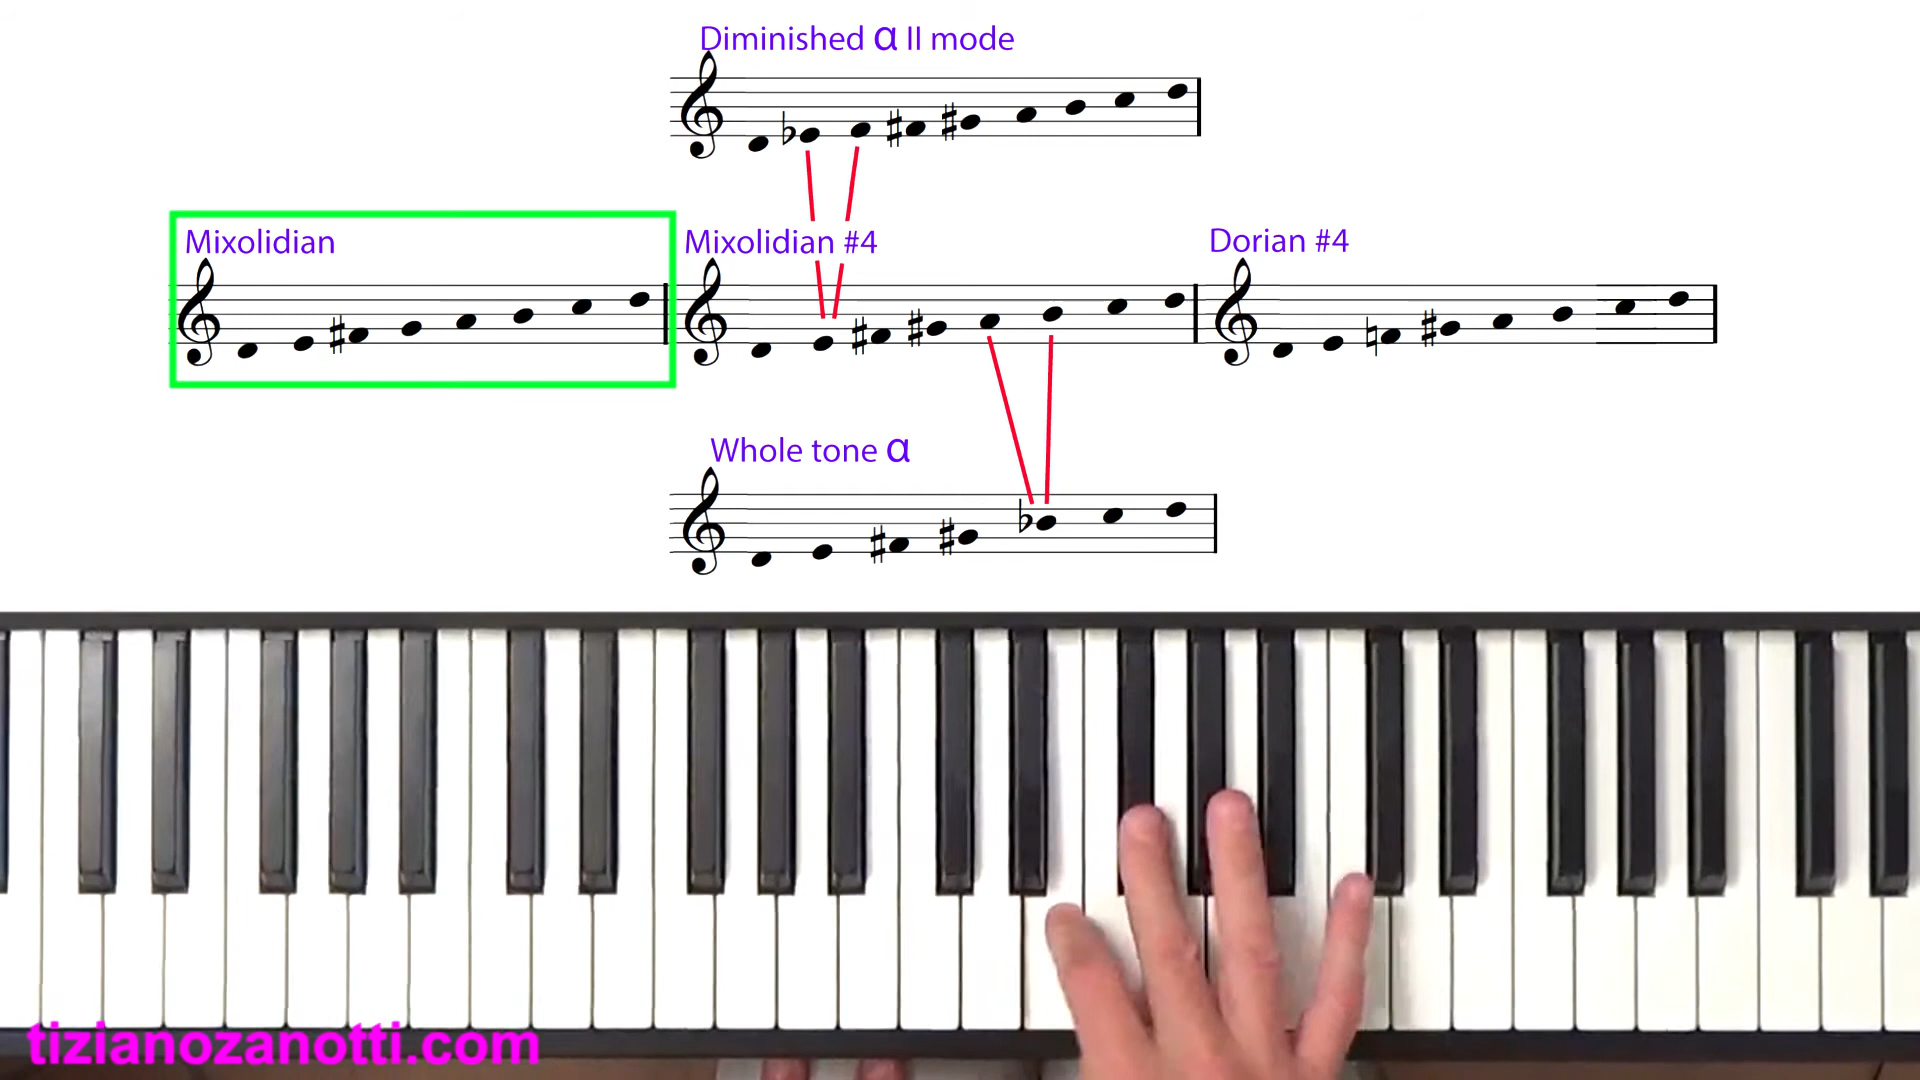 Diminished α II mode
Mixolidian
Mixolidian #4
Dorian #4
Whole tone α
tizianozanotti.com